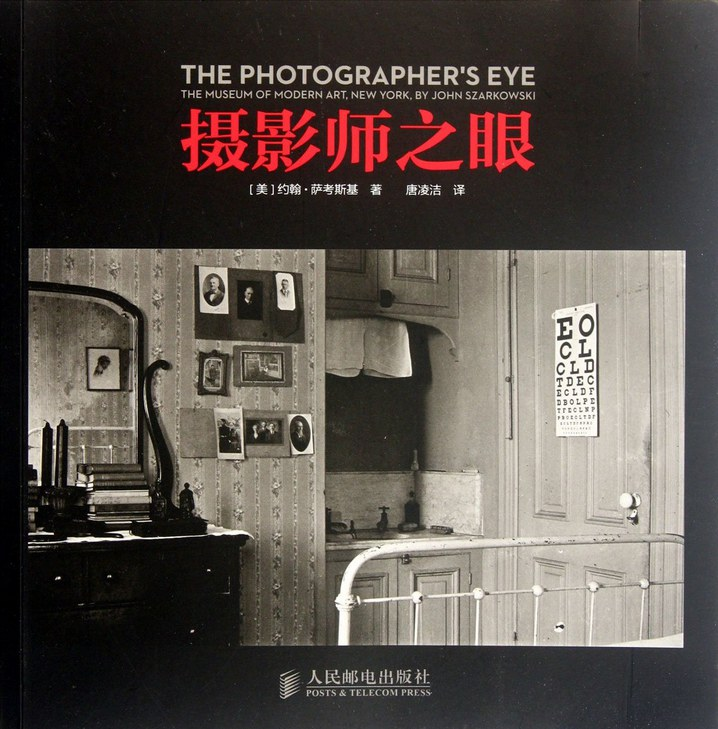 THE PHOTOGRAPHER'S EYE
THE MUSEUM OF MODERN ART, NEW YORK, BY JOHN SZARKOWSKI
摄影师之眼
[美]约翰·萨考斯基 著 唐凌洁 译
E O
C L
C L D
T D E C
E C L D F
D B O L P E
人民邮电出版社
POSTS & TELECOM PRESS